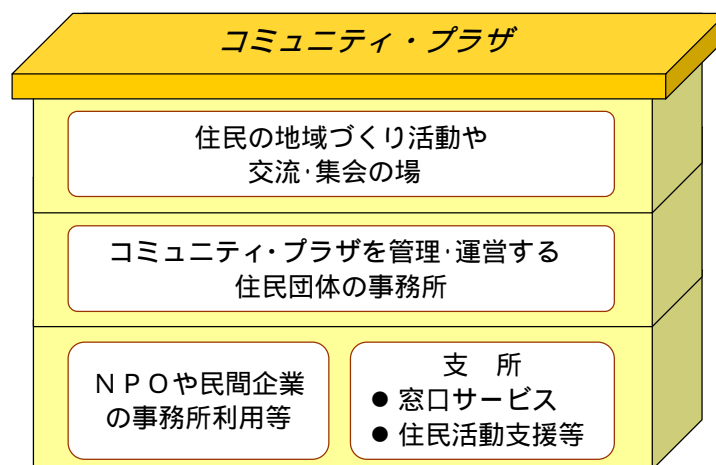 コミュニティ・プラザ
住民の地域づくり活動や
交流･集会の場
コミュニティ･プラザを管理･運営する
住民団体の事務所
ＮＰＯや民間企業
の事務所利用等
支　所
● 窓口サービス
● 住民活動支援等